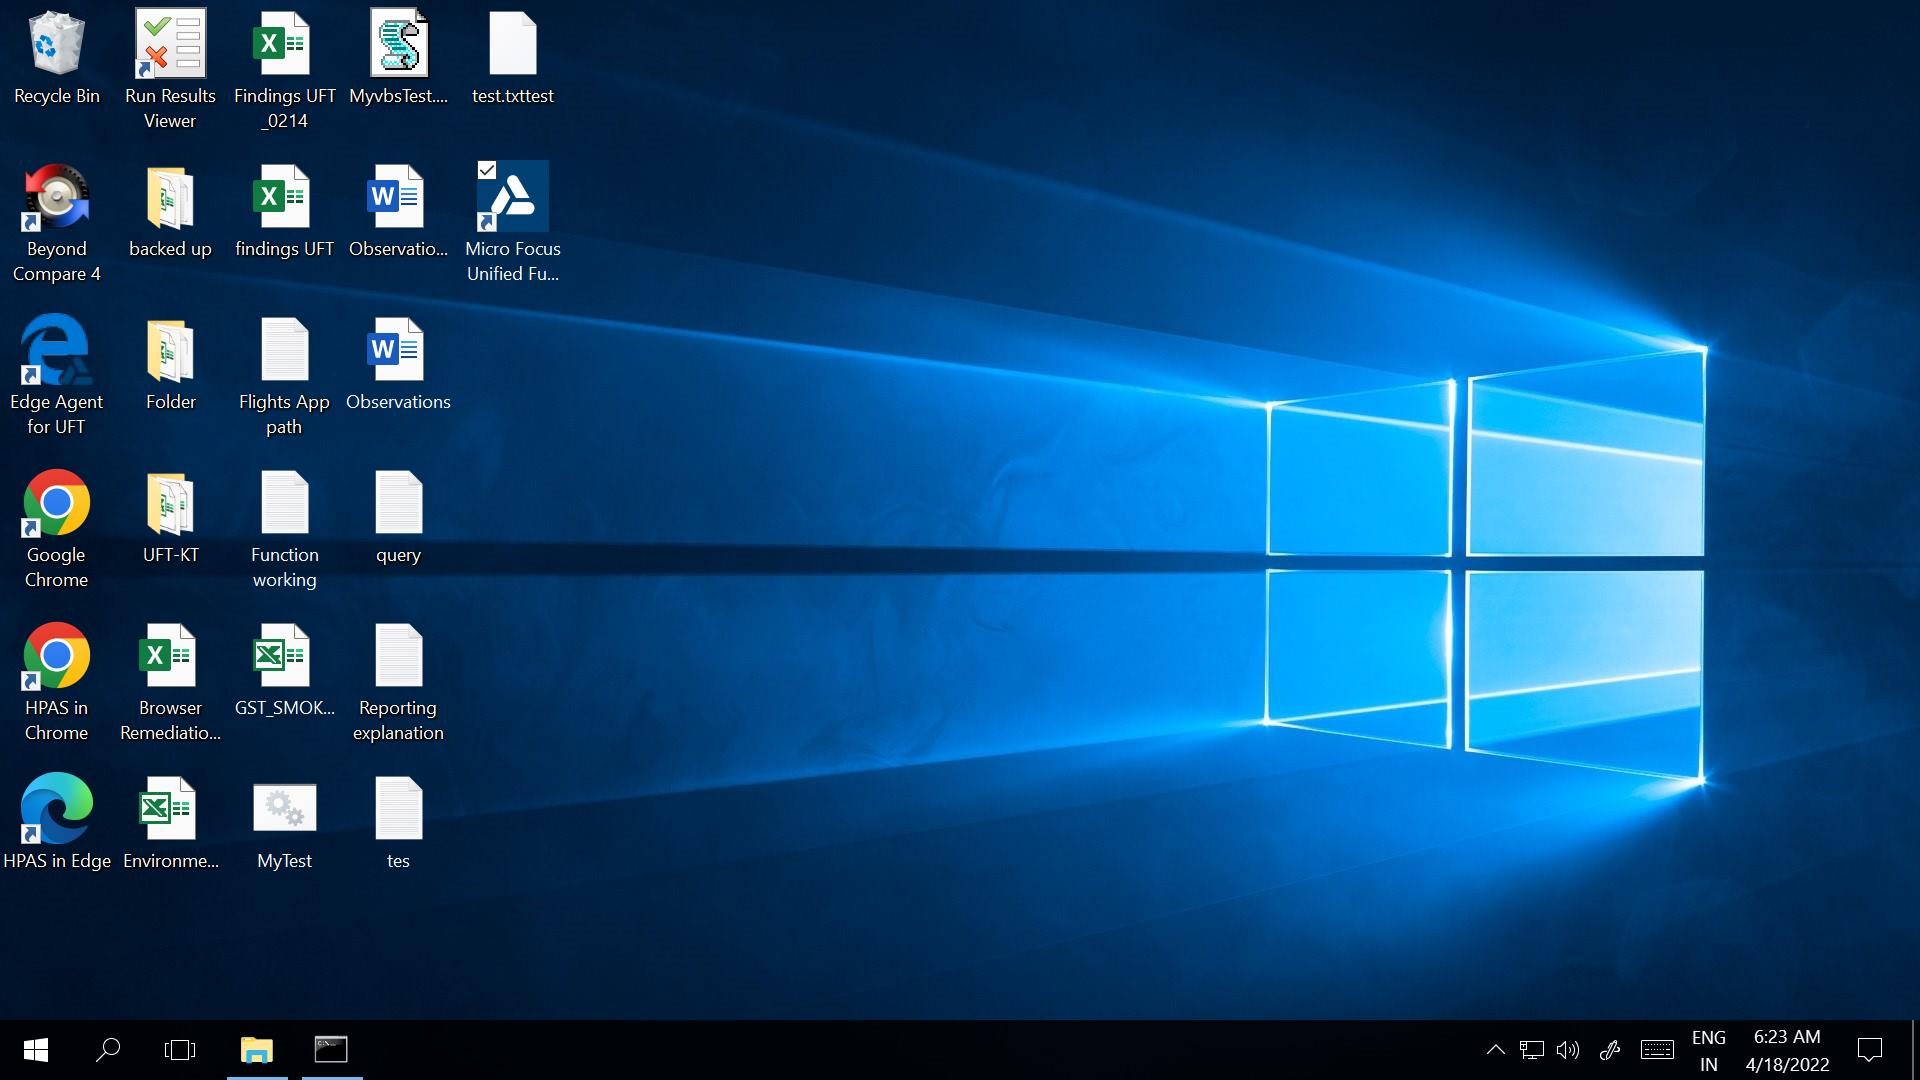 Recycle Bin
Run Results
Viewer
Findings UFT
_0214
MyvbsTest....
test.txttest
Beyond
Compare 4
backed up
findings UFT
Observatio...
Micro Focus
Unified Fu...
Edge Agent
for UFT
Folder
Flights App
path
Observations
Google
Chrome
UFT-KT
Function
working
query
HPAS in
Chrome
Browser
Remediatio...
GST_SMOK...
Reporting
explanation
HPAS in Edge
Environme...
MyTest
tes
ENG
IN
6:23 AM
4/18/2022